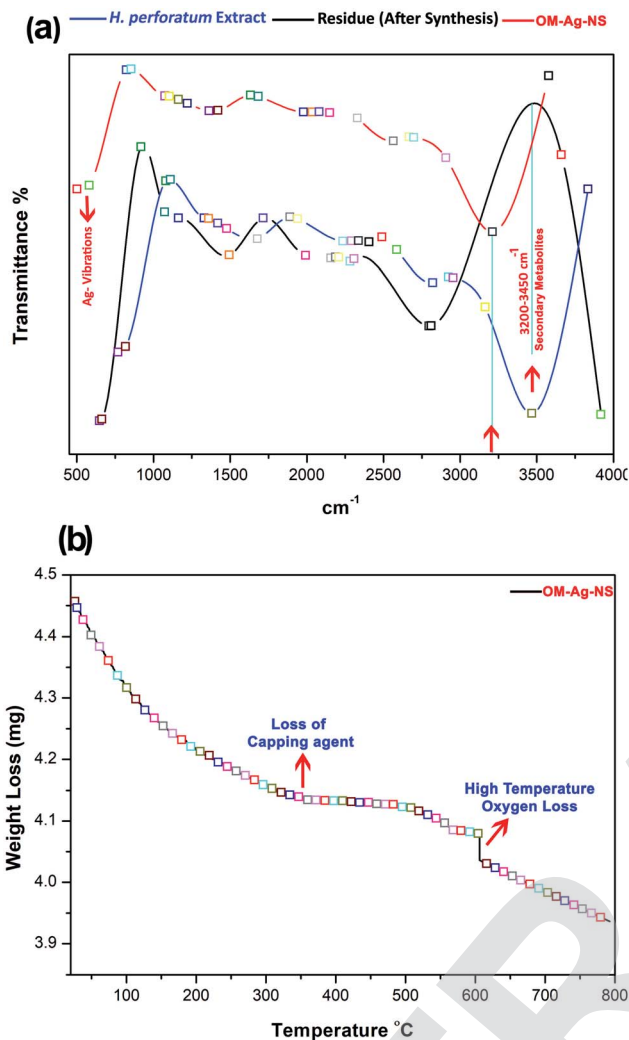 (a)
H. perforatum Extract
Residue (After Synthesis)
OM-Ag-NS
Transmittance %
Ag- Vibrations
3200-3450 cm-1
Secondary Metabolites
500 1000 1500 2000 2500 3000 3500 4000
cm-1
(b)
4.5
4.4
4.3
4.2
4.1
4.0
3.9
Weight Loss (mg)
OM-Ag-NS
Loss of
Capping agent
High Temperature
Oxygen Loss
100 200 300 400 500 600 700 800
Temperature °C